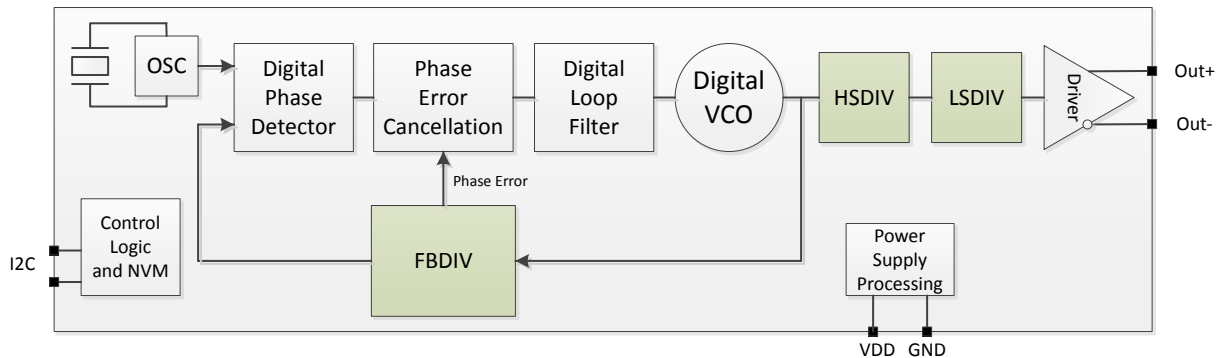 OSC
Digital
Phase
Detector
Phase
Error
Cancellation
Digital
Loop
Filter
Digital
VCO
HSDIV
LSDIV
Driver
Out+
Out-
Phase Error
FBDIV
I2C
Control
Logic
and NVM
Power
Supply
Processing
VDD
GND